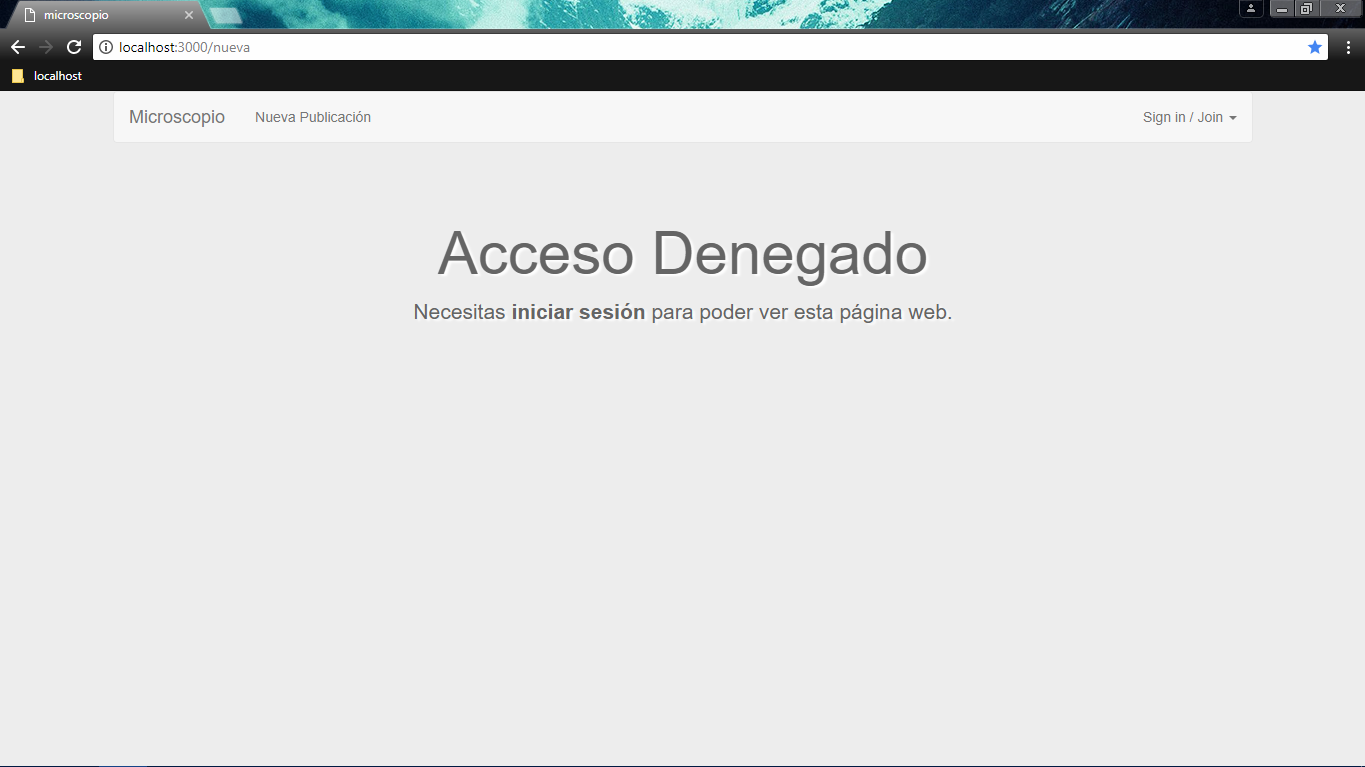 microscopio
localhost:3000/nueva
localhost
Microscopio Nueva Publicación Sign in / Join
Acceso Denegado
Necesitas iniciar sesión para poder ver esta página web.